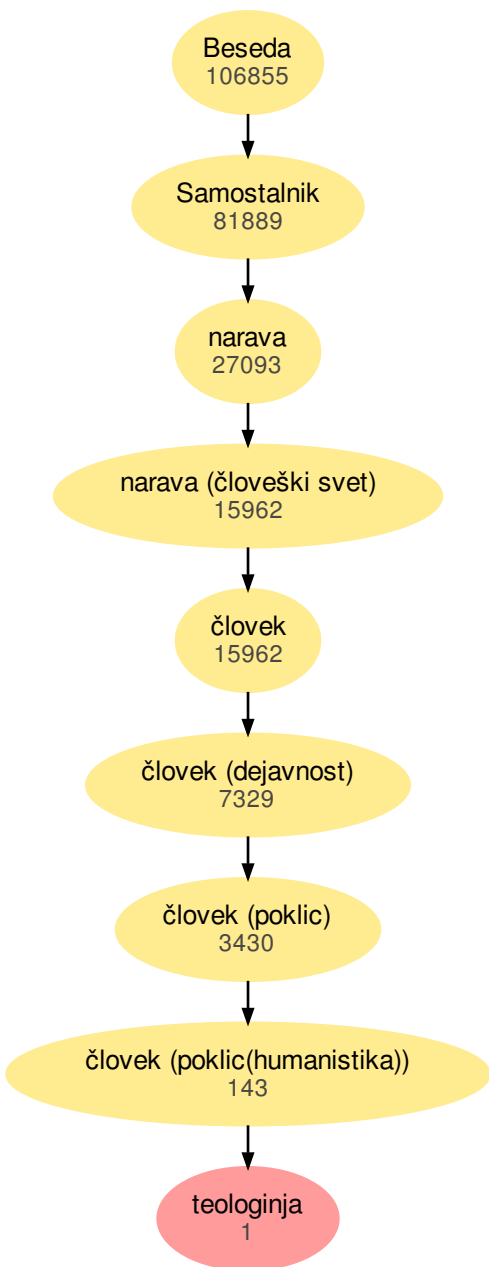 Beseda
106855
Samostalnik
81889
narava
27093
narava (človeški svet)
15962
človek
15962
človek (dejavnost)
7329
človek (poklic)
3430
človek (poklic(humanistika))
143
teologinja
1